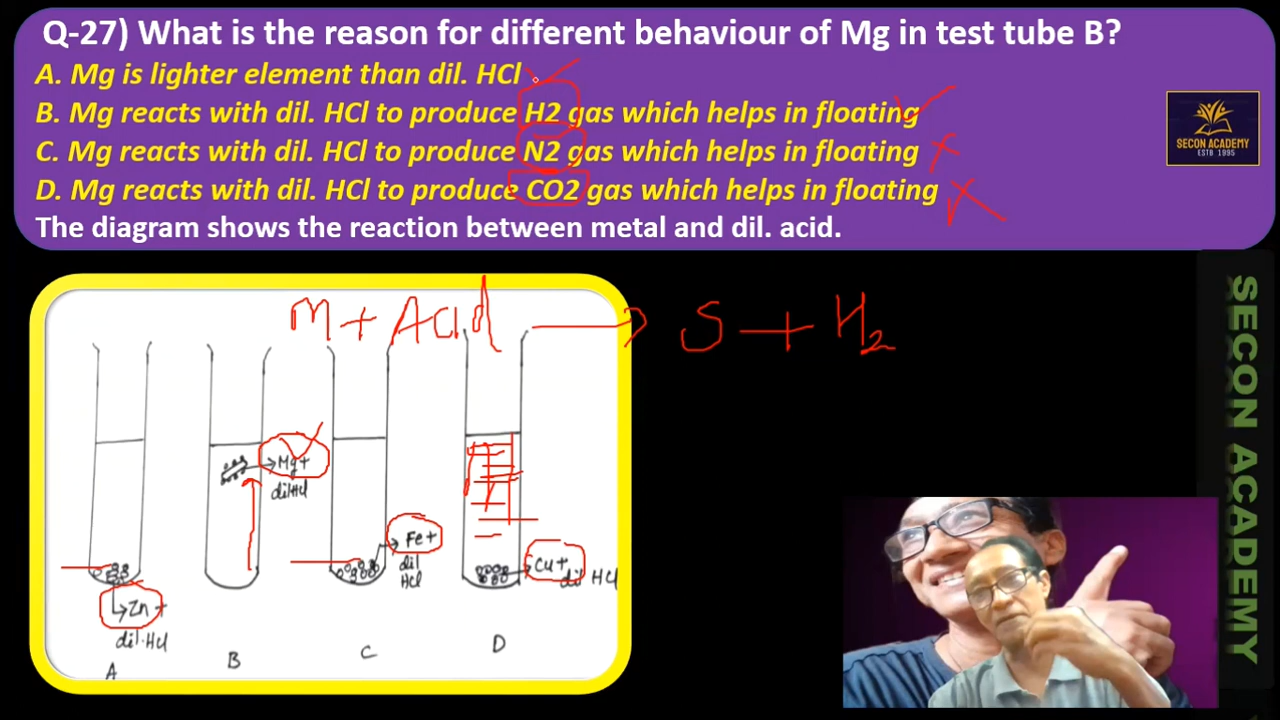 Q-27) What is the reason for different behaviour of Mg in test tube B?
A. Mg is lighter element than dil. HCl
B. Mg reacts with dil. HCl to produce H2 gas which helps in floating
C. Mg reacts with dil. HCl to produce N2 gas which helps in floating
D. Mg reacts with dil. HCl to produce CO2 gas which helps in floating
The diagram shows the reaction between metal and dil. acid.
SECON ACADEMY
ESTB 1995
M + Acid → S + H2
Mg+
dil HCl
Fe+
dil
HCl
Cu+
dil HCl
Zn +
dil.HCl
A
B
C
D
SECON ACADEMY